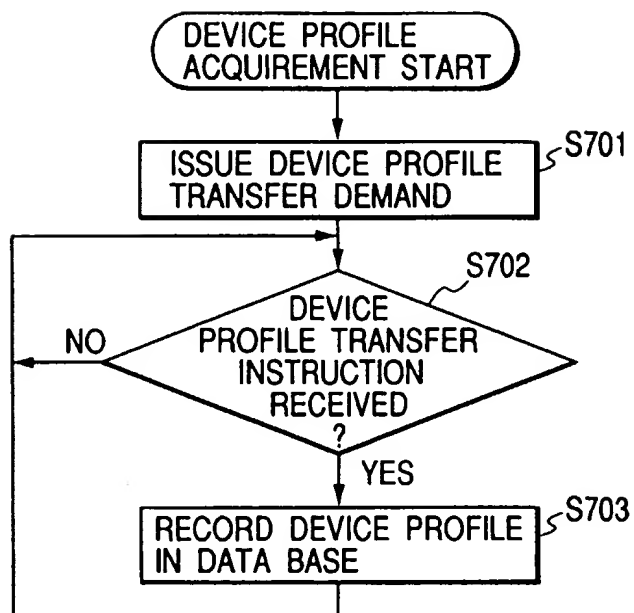 DEVICE PROFILE
ACQUIREMENT START
S701
ISSUE DEVICE PROFILE
TRANSFER DEMAND
S702
DEVICE
PROFILE TRANSFER
INSTRUCTION
RECEIVED
?
NO
YES
S703
RECORD DEVICE PROFILE
IN DATA BASE